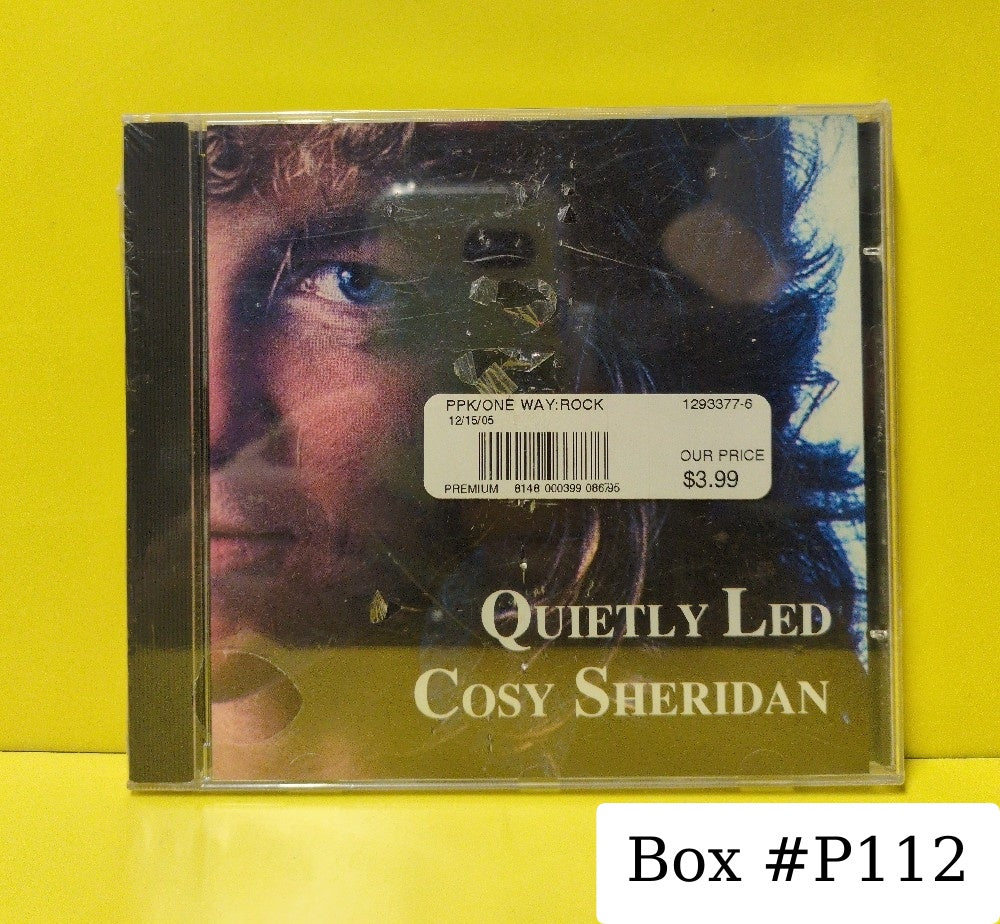 PPK/ONE WAY:ROCK 1293377-6
12/15/05
OUR PRICE
$3.99
PREMIUM 8148 000399 086795
QUIETLY LED
COSY SHERIDAN
Box #P112